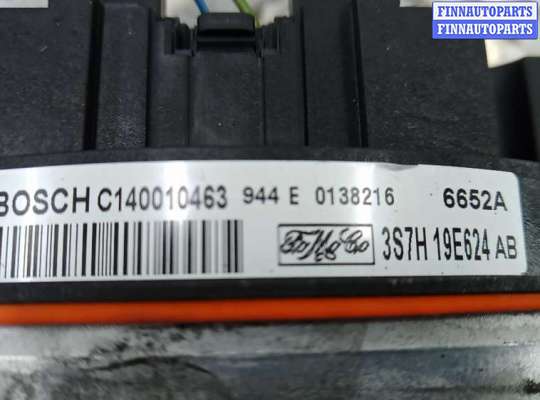 FINNAUTOPARTS
FINNAUTOPARTS
BOSCH C140010463 944 E 0138216 6652A
FoMoCo 3S7H 19E624 AB